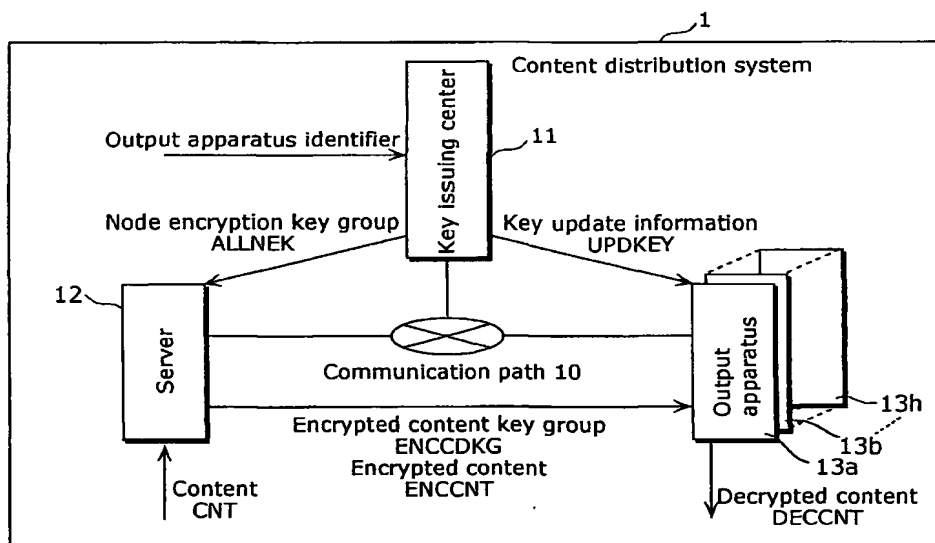 1
Content distribution system
Key issuing center
11
Output apparatus identifier
Node encryption key group
ALLNEK
Key update information
UPDKEY
12
Server
Communication path 10
Output
apparatus
13h
13b
13a
Encrypted content key group
ENCCDKG
Encrypted content
ENCCNT
Content
CNT
Decrypted content
DECCNT